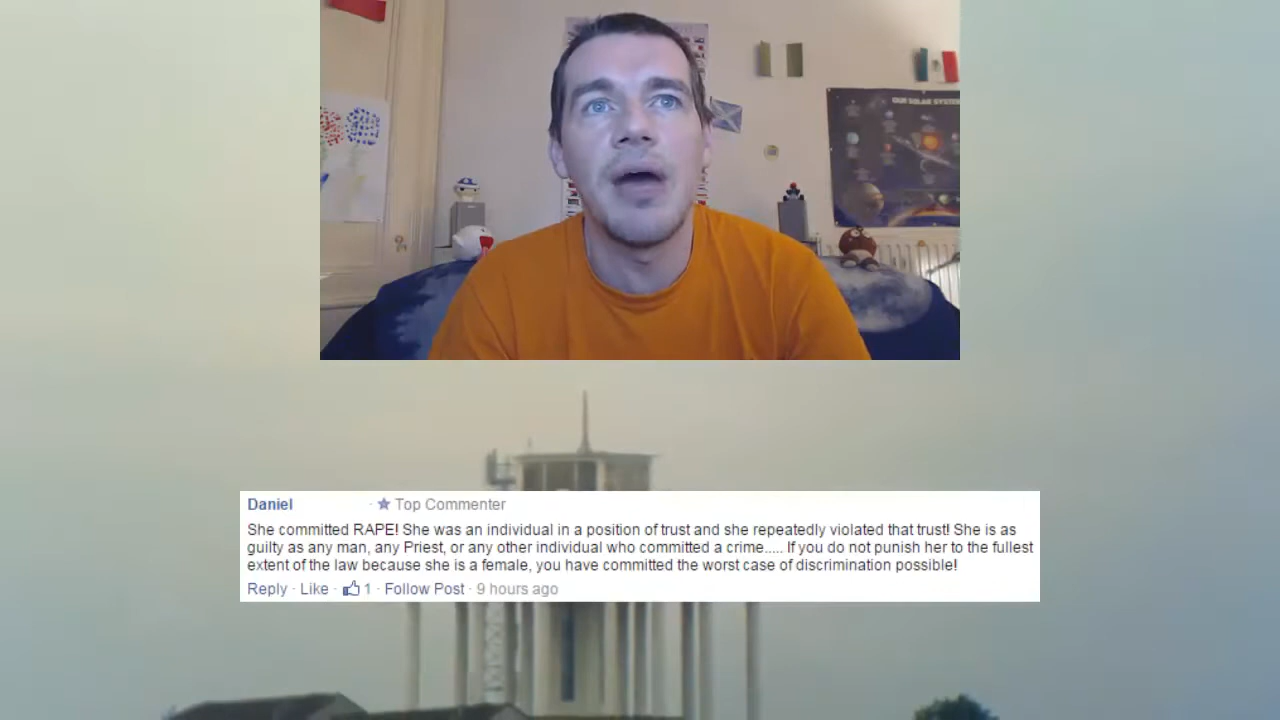 OUR SOLAR SYSTEM
Daniel · ★ Top Commenter
She committed RAPE! She was an individual in a position of trust and she repeatedly violated that trust! She is as
guilty as any man, any Priest, or any other individual who committed a crime..... If you do not punish her to the fullest
extent of the law because she is a female, you have committed the worst case of discrimination possible!
Reply · Like · 1 · Follow Post · 9 hours ago